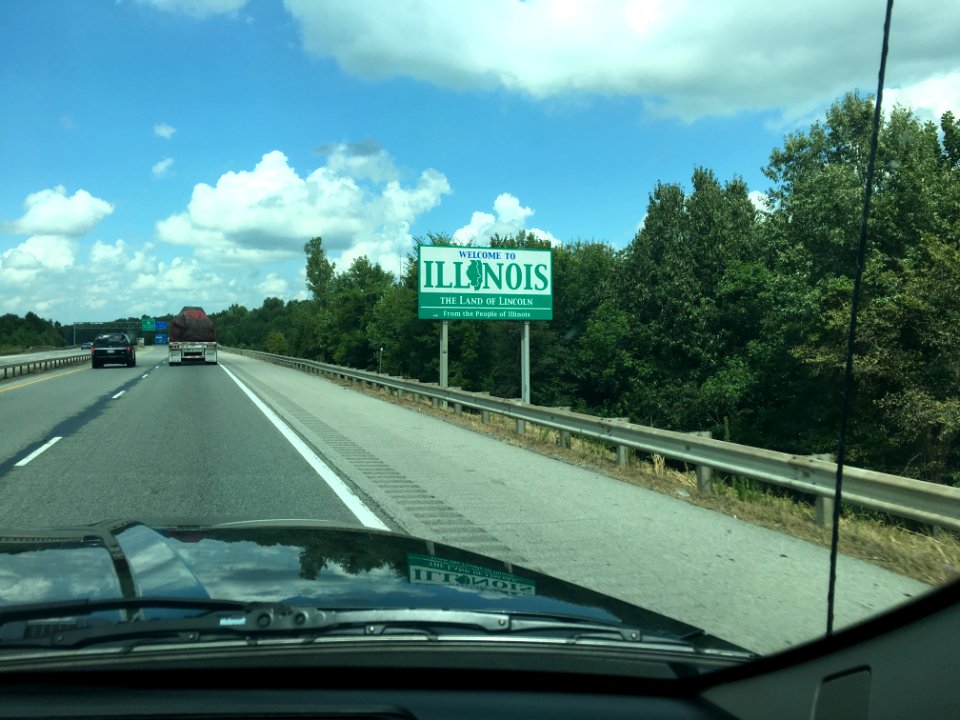 WELCOME TO
ILLINOIS
THE LAND OF LINCOLN
From the People of Illinois